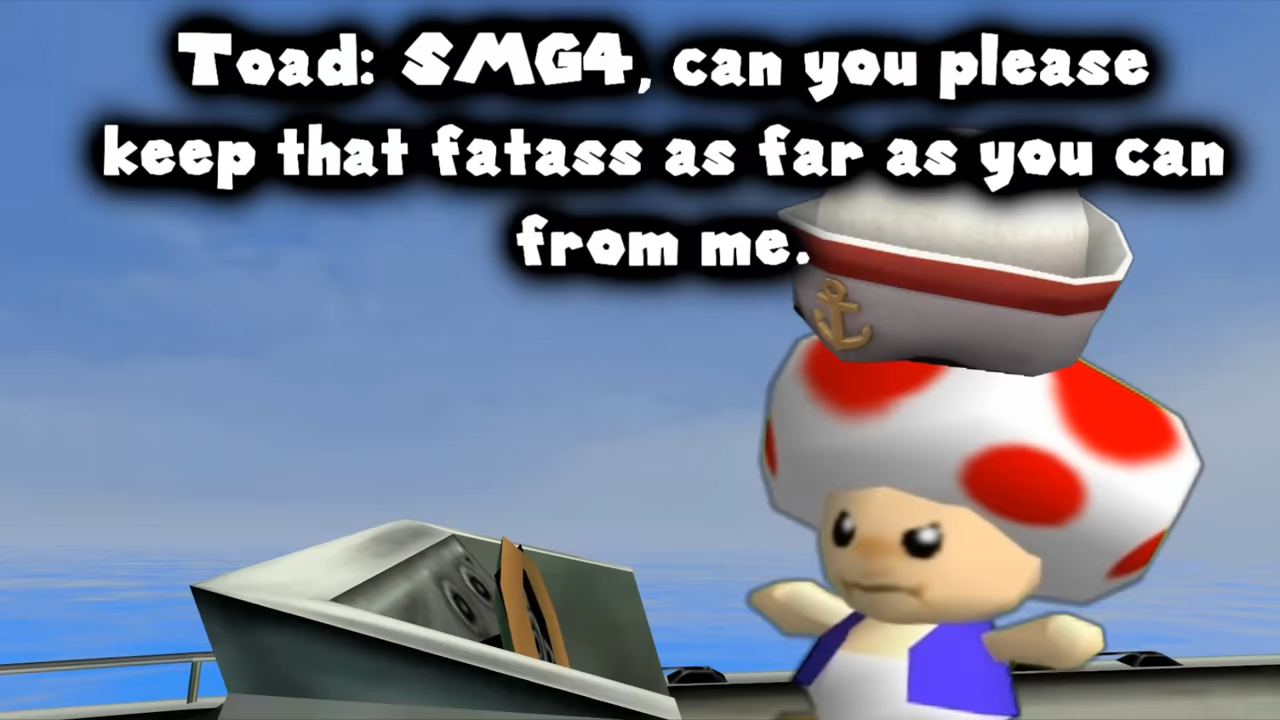 Toad: SMG4, can you please
keep that fatass as far as you can
from me.